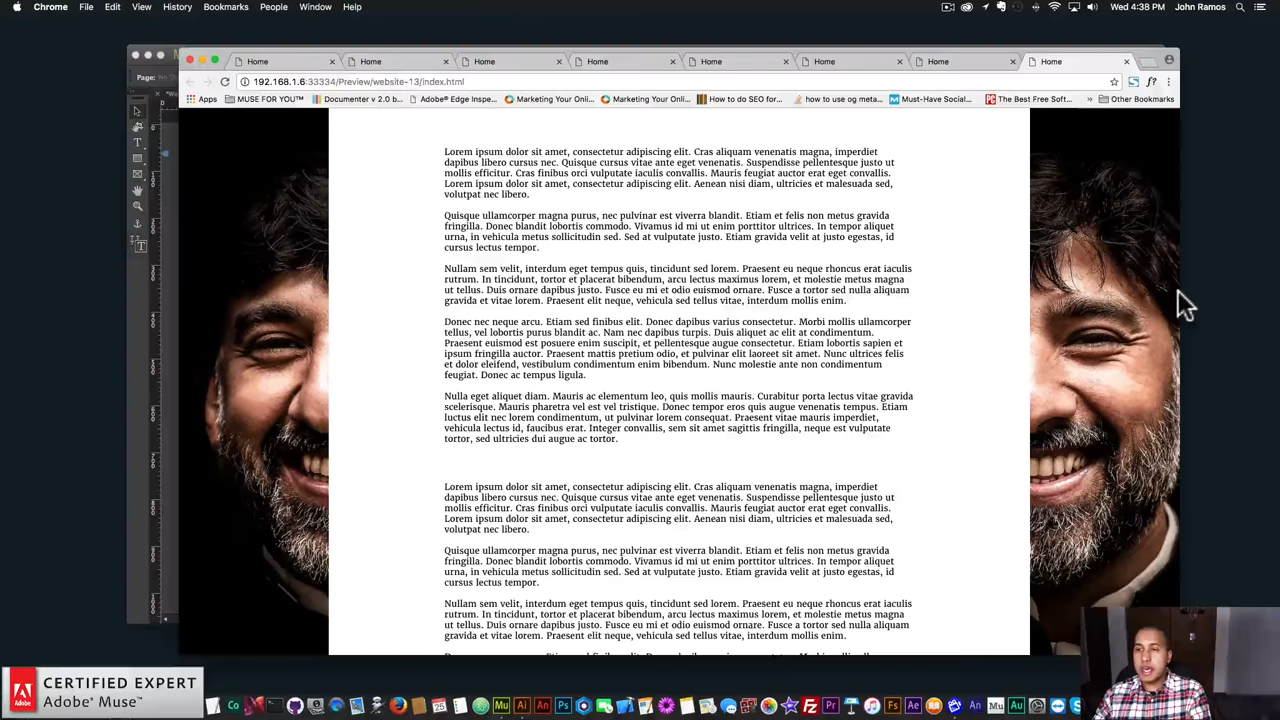 Chrome File Edit View History Bookmarks People Window Help Wed 4:38 PM John Ramos
Home Home Home Home Home Home Home Home
192.168.1.6:33334/Preview/website-13/index.html
Apps MUSE FOR YOU™ Documenter v 2.0 b... Adobe® Edge Inspe... Marketing Your Onli... Marketing Your Onli... How to do SEO for... how to use og meta... Must-Have Social... The Best Free Soft... » Other Bookmarks
Page:
Lorem ipsum dolor sit amet, consectetur adipiscing elit. Cras aliquam venenatis magna, imperdiet
dapibus libero cursus nec. Quisque cursus vitae ante eget venenatis. Suspendisse pellentesque justo ut
mollis efficitur. Cras finibus orci vulputate iaculis convallis. Mauris feugiat auctor erat eget convallis.
Lorem ipsum dolor sit amet, consectetur adipiscing elit. Aenean nisi diam, ultricies et malesuada sed,
volutpat nec libero.
Quisque ullamcorper magna purus, nec pulvinar est viverra blandit. Etiam et felis non metus gravida
fringilla. Donec blandit lobortis commodo. Vivamus id mi ut enim porttitor ultrices. In tempor aliquet
urna, in vehicula metus sollicitudin sed. Sed at vulputate justo. Etiam gravida velit at justo egestas, id
cursus lectus tempor.
Nullam sem velit, interdum eget tempus quis, tincidunt sed lorem. Praesent eu neque rhoncus erat iaculis
rutrum. In tincidunt, tortor et placerat bibendum, arcu lectus maximus lorem, et molestie metus magna
ut tellus. Duis ornare dapibus justo. Fusce eu mi et odio euismod ornare. Fusce a tortor sed nulla aliquam
gravida et vitae lorem. Praesent elit neque, vehicula sed tellus vitae, interdum mollis enim.
Donec nec neque arcu. Etiam sed finibus elit. Donec dapibus varius consectetur. Morbi mollis ullamcorper
tellus, vel lobortis purus blandit ac. Nam nec dapibus turpis. Duis aliquet ac elit at condimentum.
Praesent euismod est posuere enim suscipit, et pellentesque augue consectetur. Etiam lobortis sapien et
ipsum fringilla auctor. Praesent mattis pretium odio, et pulvinar elit laoreet sit amet. Nunc ultrices felis
et dolor eleifend, vestibulum condimentum enim bibendum. Nunc molestie ante non condimentum
feugiat. Donec ac tempus ligula.
Nulla eget aliquet diam. Mauris ac elementum leo, quis mollis mauris. Curabitur porta lectus vitae gravida
scelerisque. Mauris pharetra vel est vel tristique. Donec tempor eros quis augue venenatis tempus. Etiam
luctus elit nec lorem condimentum, ut pulvinar lorem consequat. Praesent vitae mauris imperdiet,
vehicula lectus id, faucibus erat. Integer convallis, sem sit amet sagittis fringilla, neque est vulputate
tortor, sed ultricies dui augue ac tortor.
Lorem ipsum dolor sit amet, consectetur adipiscing elit. Cras aliquam venenatis magna, imperdiet
dapibus libero cursus nec. Quisque cursus vitae ante eget venenatis. Suspendisse pellentesque justo ut
mollis efficitur. Cras finibus orci vulputate iaculis convallis. Mauris feugiat auctor erat eget convallis.
Lorem ipsum dolor sit amet, consectetur adipiscing elit. Aenean nisi diam, ultricies et malesuada sed,
volutpat nec libero.
Quisque ullamcorper magna purus, nec pulvinar est viverra blandit. Etiam et felis non metus gravida
fringilla. Donec blandit lobortis commodo. Vivamus id mi ut enim porttitor ultrices. In tempor aliquet
urna, in vehicula metus sollicitudin sed. Sed at vulputate justo. Etiam gravida velit at justo egestas, id
cursus lectus tempor.
Nullam sem velit, interdum eget tempus quis, tincidunt sed lorem. Praesent eu neque rhoncus erat iaculis
rutrum. In tincidunt, tortor et placerat bibendum, arcu lectus maximus lorem, et molestie metus magna
ut tellus. Duis ornare dapibus justo. Fusce eu mi et odio euismod ornare. Fusce a tortor sed nulla aliquam
gravida et vitae lorem. Praesent elit neque, vehicula sed tellus vitae, interdum mollis enim.
CERTIFIED EXPERT
Adobe® Muse™
Adobe
Co Mu Ai An Ps Pr Fs Ae An Mu Au